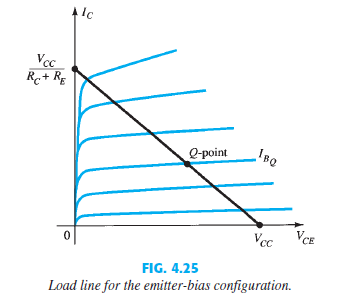 I_C
V_CC
R_C + R_E
Q-point
I_BQ
0
V_CC
V_CE
FIG. 4.25
Load line for the emitter-bias configuration.